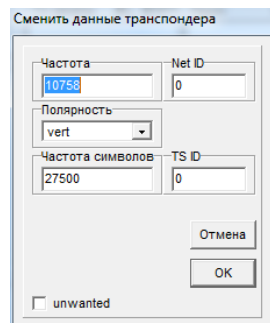 Сменить данные транспондера
Частота Net ID
10758 0
Полярность
vert
Частота символов TS ID
27500 0
Отмена
OK
unwanted